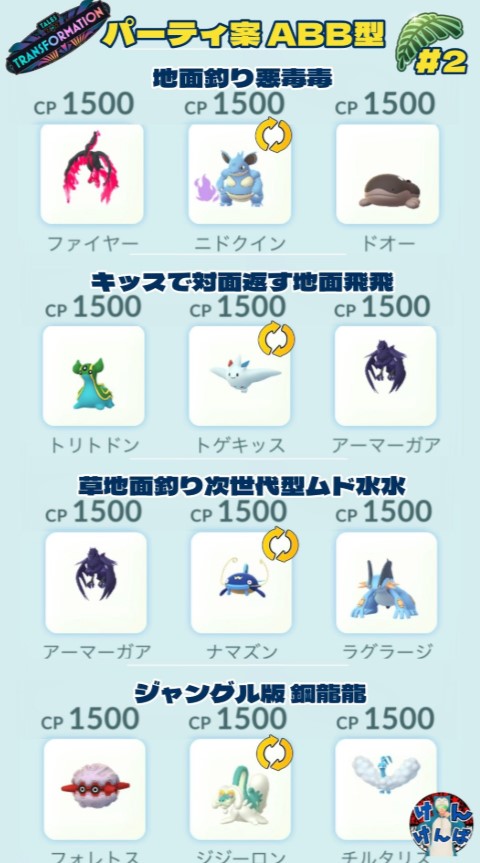 TALES OF
TRANSFORMATION
パーティ案 ABB型
#2
地面釣り悪毒毒
CP 1500 CP 1500 CP 1500
ファイヤー ニドクイン ドオー
キッスで対面返す地面飛飛
CP 1500 CP 1500 CP 1500
トリトドン トゲキッス アーマーガア
草地面釣り次世代型ムド水水
CP 1500 CP 1500 CP 1500
アーマーガア ナマズン ラグラージ
ジャングル版 鋼龍龍
CP 1500 CP 1500 CP 1500
フォレトス ジジーロン チルタリス
けん
けんぱ